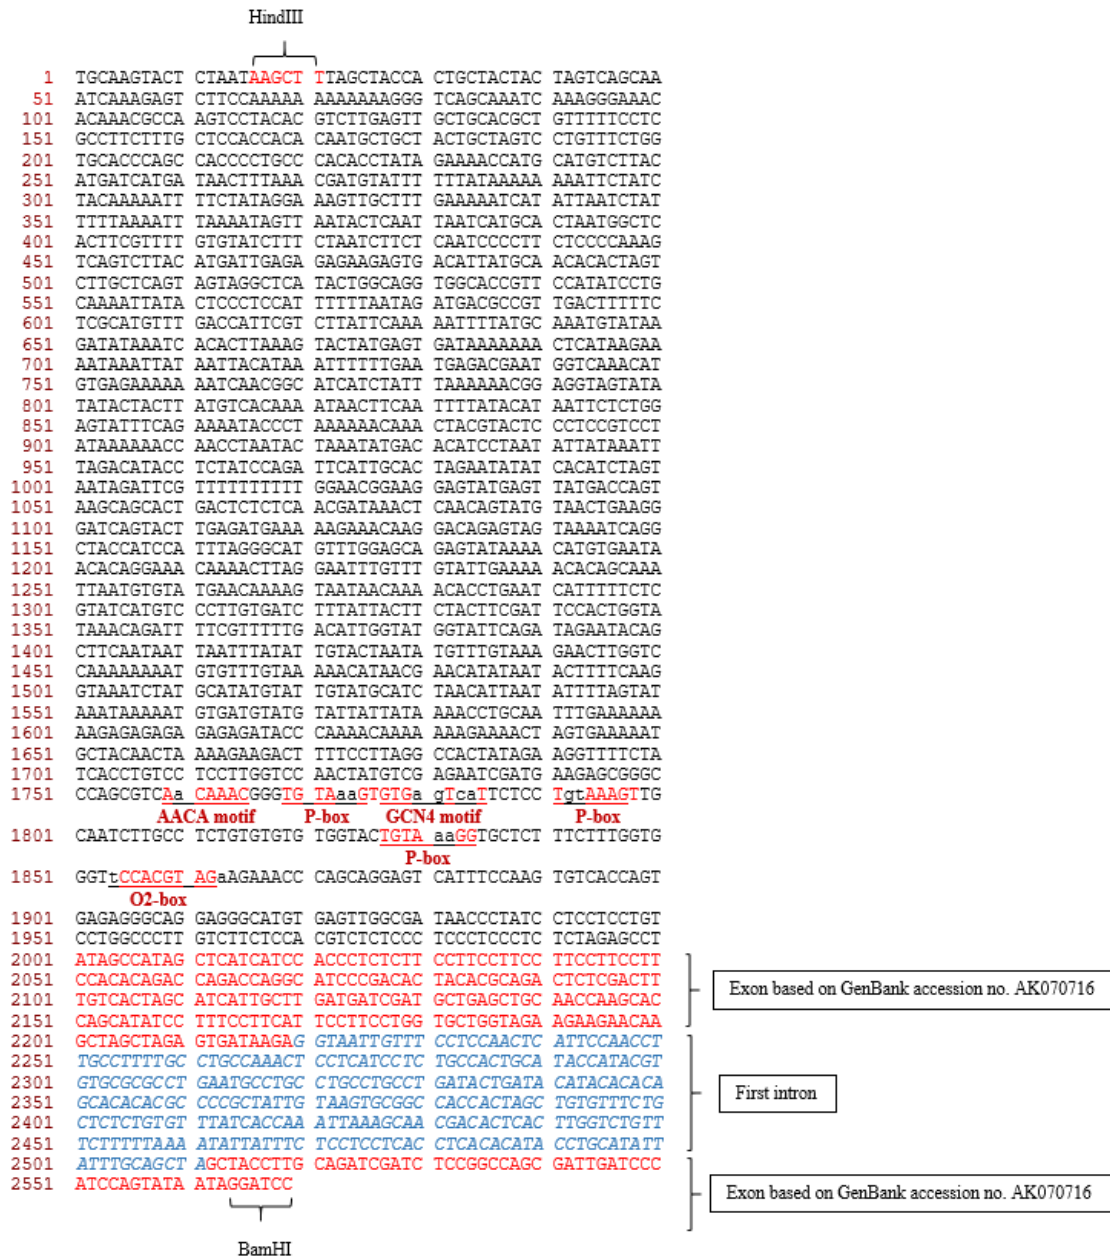 HindIII
1 TGCAAGTACT CTAATAAGCT TTAGCTACCA CTGCTACTAC TAGTCAGCAA
51 ATCAAAGAGT CTTCCAAAAA AAAAAAAGGG TCAGCAAATC AAAGGGAAAC
101 ACAAACGCCA AGTCCTACAC GTCTTGAGTT GCTGCACGCT GTTTTTCCTC
151 GCCTTCTTTG CTCCACCACA CAATGCTGCT ACTGCTAGTC CTGTTTCTGG
201 TGCACCCAGC CACCCCTGCC CACACCTATA GAAAACCATG CATGTCTTAC
251 ATGATCATGA TAACTTTAAA CGATGTATTT TTTATAAAAA AAATTCTATC
301 TACAAAAATT TTCTATAGGA AAGTTGCTTT GAAAAATCAT ATTAATCTAT
351 TTTTAAAATT TAAAATAGTT AATACTCAAT TAATCATGCA CTAATGGCTC
401 ACTTCGTTTT GTGTATCTTT CTAATCTTCT CAATCCCCTT CTCCCCAAAG
451 TCAGTCTTAC ATGATTGAGA GAGAAGAGTG ACATTATGCA ACACACTAGT
501 CTTGCTCAGT AGTAGGCTCA TACTGGCAGG TGGCACCGTT CCATATCCTG
551 CAAAATTATA CTCCCTCCAT TTTTTAATAG ATGACGCCGT TGACTTTTTC
601 TCGCATGTTT GACCATTCGT CTTATTCAAA AATTTTATGC AAATGTATAA
651 GATATAAATC ACACTTAAAG TACTATGAGT GATAAAAAAA CTCATAAGAA
701 AATAAATTAT AATTACATAA ATTTTTTGAA TGAGACGAAT GGTCAAACAT
751 GTGAGAAAAA AATCAACGGC ATCATCTATT TAAAAAACGG AGGTAGTATA
801 TATACTACTT ATGTCACAAA ATAACTTCAA TTTTATACAT AATTCTCTGG
851 AGTATTTCAG AAAATACCCT AAAAAACAAA CTACGTACTC CCTCCGTCCT
901 ATAAAAAACC AACCTAATAC TAAATATGAC ACATCCTAAT ATTATAAATT
951 TAGACATACC TCTATCCAGA TTCATTGCAC TAGAATATAT CACATCTAGT
1001 AATAGATTCG TTTTTTTTTT GGAACGGAAG GAGTATGAGT TATGACCAGT
1051 AAGCAGCACT GACTCTCTCA ACGATAAACT CAACAGTATG TAACTGAAGG
1101 GATCAGTACT TGAGATGAAA AAGAAACAAG GACAGAGTAG TAAAATCAGG
1151 CTACCATCCA TTTAGGGCAT GTTTGGAGCA GAGTATAAAA CATGTGAATA
1201 ACACAGGAAA CAAAACTTAG GAATTTGTTT GTATTGAAAA ACACAGCAAA
1251 TTAATGTGTA TGAACAAAAG TAATAACAAA ACACCTGAAT CATTTTTCTC
1301 GTATCATGTC CCTTGTGATC TTTATTACTT CTACTTCGAT TCCACTGGTA
1351 TAAACAGATT TTCGTTTTTG ACATTGGTAT GGTATTCAGA TAGAATACAG
1401 CTTCAATAAT TAATTTATAT TGTACTAATA TGTTTGTAAA GAACTTGGTC
1451 CAAAAAAAAT GTGTTTGTAA AAACATAACG AACATATAAT ACTTTTCAAG
1501 GTAAATCTAT GCATATGTAT TGTATGCATC TAACATTAAT ATTTTAGTAT
1551 AAATAAAAAT GTGATGTATG TATTATTATA AAACCTGCAA TTTGAAAAAA
1601 AAGAGAGAGA GAGAGATACC CAAAACAAAA AAAGAAAACT AGTGAAAAAT
1651 GCTACAACTA AAAGAAGACT TTTCCTTAGG CCACTATAGA AGGTTTTCTA
1701 TCACCTGTCC TCCTTGGTCC AACTATGTCG AGAATCGATG AAGAGCGGGC
1751 CCAGCGTCAa CAAACGGGTG TAaaGTGTGa gTcaTTCTCC TgtAAAGTTG
AACA motif P-box GCN4 motif P-box
1801 CAATCTTGCC TCTGTGTGTG TGGTACTGTA aaGGTGCTCT TTCTTTGGTG
P-box
1851 GGTtCCACGT AGaAGAAACC CAGCAGGAGT CATTTCCAAG TGTCACCAGT
O2-box
1901 GAGAGGGCAG GAGGGCATGT GAGTTGGCGA TAACCCTATC CCTCCTCCTGT
1951 CCTGGCCCTT GTCTTCTCCA CGTCTCTCCC TCCCTCCCTC TCTAGAGCCT
2001 ATAGCCATAG CTCATCATCC ACCCTCTCTT CCTTCCTTCC TTCCTTCCTT
2051 CCACACAGAC CAGACCAGGC ATCCCGACAC TACACGCAGA CTCTCGACTT
Exon based on GenBank accession no. AK070716
2101 TGTCACTAGC ATCATTGCTT GATGATCGAT GCTGAGCTGC AACCAAGCAC
2151 CAGCATATCC TTTCCTTCAT TCCTTCCTGG TGCTGGTAGA AGAAGAACAA
2201 GCTAGCTAGA GTGATAAGAG GTAATTGTTT CCTCCAACTC ATTCCAACCT
2251 TGCCTTTTGC CTGCCAAACT CCTCATCCTC TGCCACTGCA TACCATACGT
2301 GTGCGCGCCT GAATGCCTGC CTGCCTGCCT GATACTGATA CATACACACA
First intron
2351 GCACACACGC CCCGCTATTG TAAGTGCGGC CACCACTAGC TGTGTTTCTG
2401 CTCTCTGTGT TTATCACCAA ATTAAAGCAA CGACACTCAC TTGGTCTGTT
2451 TCTTTTTAAA ATATTATTTC TCCTCCTCAC CTCACACATA CCTGCATATT
2501 ATTTGCAGCT AGCTACCTTG CAGATCGATC TCCGGCCAGC GATTGATCCC
Exon based on GenBank accession no. AK070716
2551 ATCCAGTATA ATAGGATCC
BamHI